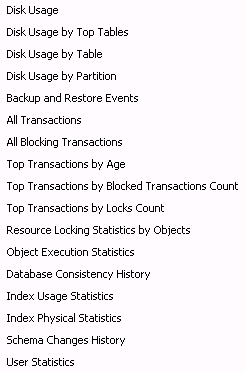 Disk Usage
Disk Usage by Top Tables
Disk Usage by Table
Disk Usage by Partition
Backup and Restore Events
All Transactions
All Blocking Transactions
Top Transactions by Age
Top Transactions by Blocked Transactions Count
Top Transactions by Locks Count
Resource Locking Statistics by Objects
Object Execution Statistics
Database Consistency History
Index Usage Statistics
Index Physical Statistics
Schema Changes History
User Statistics